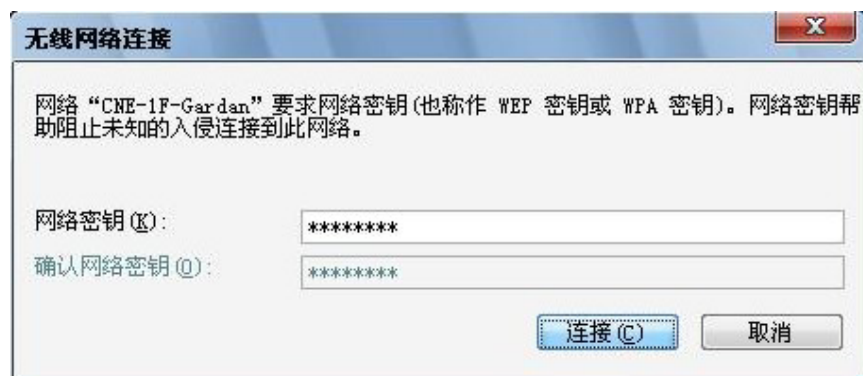 无线网络连接
网络“CNE-1F-Gardan”要求网络密钥(也称作 WEP 密钥或 WPA 密钥)。网络密钥帮
助阻止未知的入侵连接到此网络。
网络密钥(K): ********
确认网络密钥(O): ********
连接(C) 取消